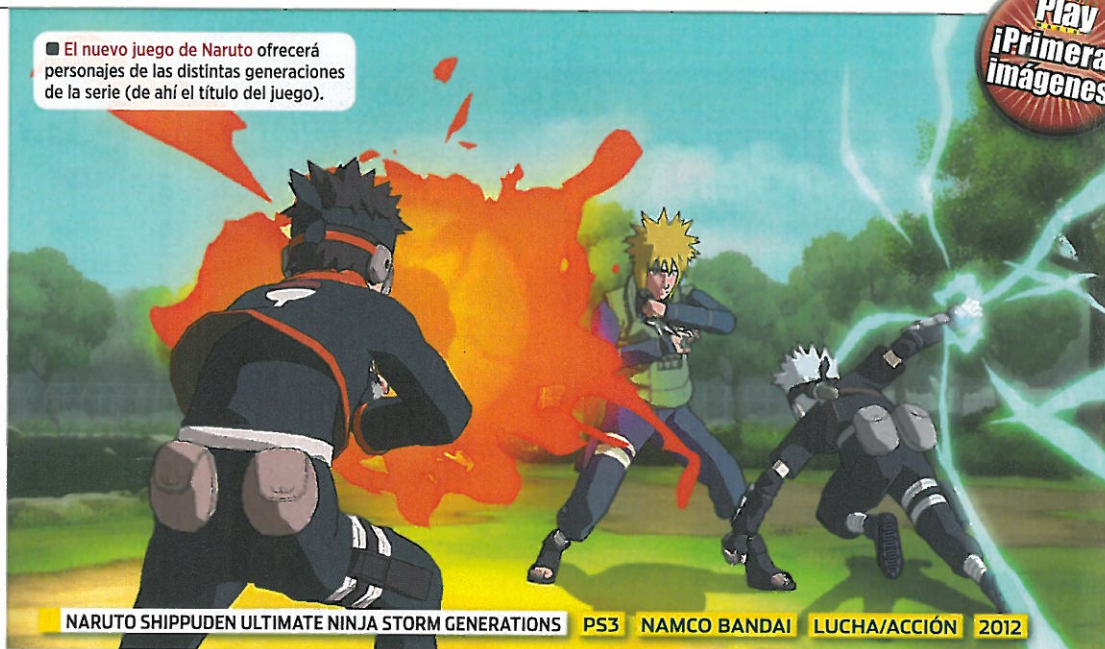 ■ El nuevo juego de Naruto ofrecerá
personajes de las distintas generaciones
de la serie (de ahí el título del juego).
Play
¡Primera
imágenes
NARUTO SHIPPUDEN ULTIMATE NINJA STORM GENERATIONS PS3 NAMCO BANDAI LUCHA/ACCIÓN 2012